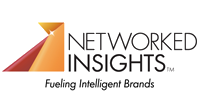 NETWORKED
INSIGHTS™
Fueling Intelligent Brands